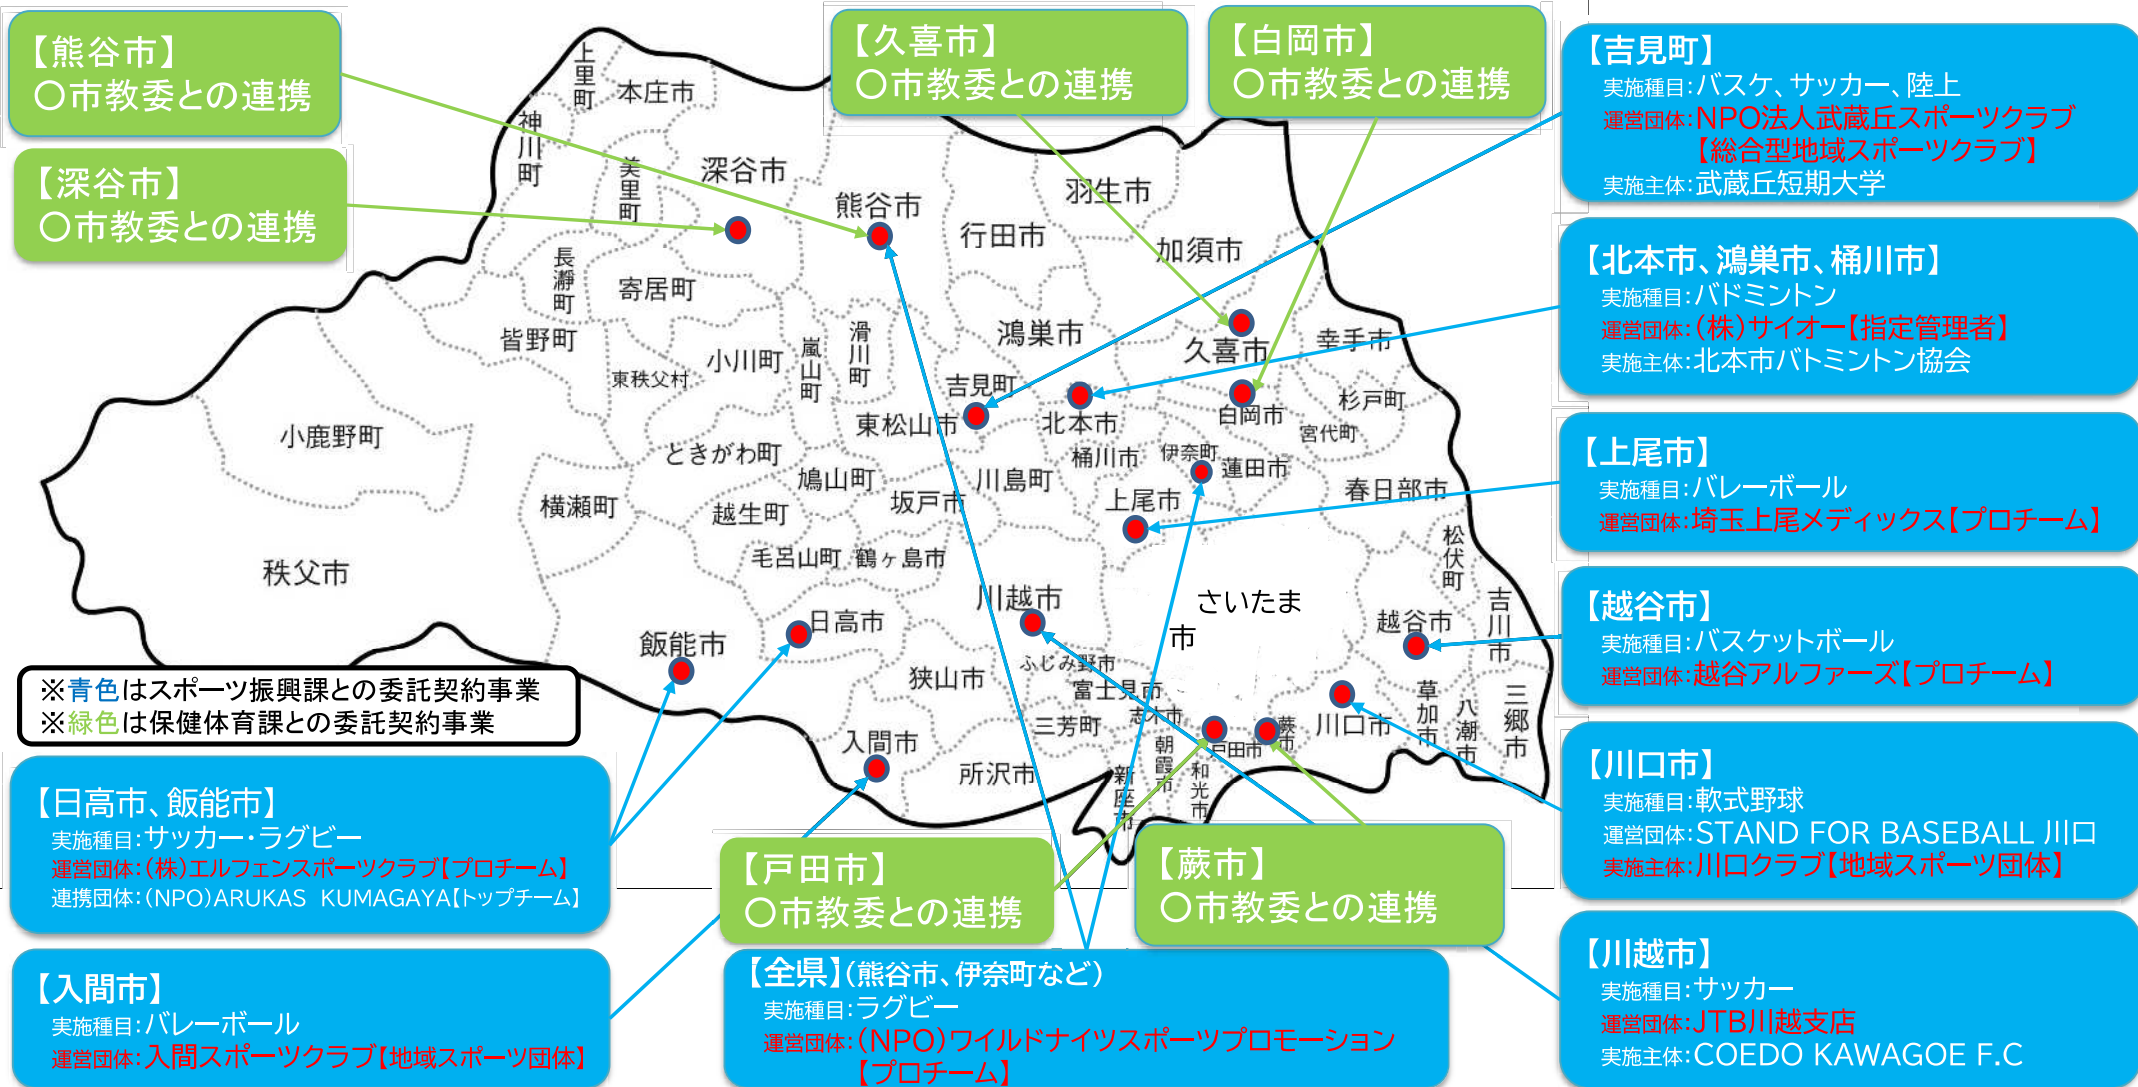 【熊谷市】
〇市教委との連携
【深谷市】
〇市教委との連携
【久喜市】
〇市教委との連携
【白岡市】
〇市教委との連携
【吉見町】
実施種目:バスケ、サッカー、陸上
運営団体:NPO法人武蔵丘スポーツクラブ
【総合型地域スポーツクラブ】
実施主体:武蔵丘短期大学
【北本市、鴻巣市、桶川市】
実施種目:バドミントン
運営団体:(株)サイオー【指定管理者】
実施主体:北本市バトミントン協会
【上尾市】
実施種目:バレーボール
運営団体:埼玉上尾メディックス【プロチーム】
【越谷市】
実施種目:バスケットボール
運営団体:越谷アルファーズ【プロチーム】
【川口市】
実施種目:軟式野球
運営団体:STAND FOR BASEBALL 川口
実施主体:川口クラブ【地域スポーツ団体】
【川越市】
実施種目:サッカー
運営団体:JTB川越支店
実施主体:COEDO KAWAGOE F.C
上里町
本庄市
神川町
美里町
深谷市
熊谷市
行田市
羽生市
加須市
長瀞町
寄居町
皆野町
東秩父村
小川町
嵐山町
滑川町
鴻巣市
吉見町
久喜市
幸手市
小鹿野町
東松山市
北本市
白岡市
杉戸町
宮代町
ときがわ町
鳩山町
川島町
桶川市
伊奈町
蓮田市
横瀬町
越生町
坂戸市
上尾市
春日部市
秩父市
毛呂山町
鶴ヶ島市
松伏町
川越市
さいたま
市
日高市
越谷市
吉川市
飯能市
狭山市
ふじみ野市
富士見市
志木市
三芳町
草加市
八潮市
三郷市
川口市
蕨市
戸田市
入間市
所沢市
新座市
朝霞市
和光市
※青色はスポーツ振興課との委託契約事業
※緑色は保健体育課との委託契約事業
【日高市、飯能市】
実施種目:サッカー・ラグビー
運営団体:(株)エルフェンスポーツクラブ【プロチーム】
連携団体:(NPO)ARUKAS KUMAGAYA【トップチーム】
【入間市】
実施種目:バレーボール
運営団体:入間スポーツクラブ【地域スポーツ団体】
【戸田市】
〇市教委との連携
【蕨市】
〇市教委との連携
【全県】(熊谷市、伊奈町など)
実施種目:ラグビー
運営団体:(NPO)ワイルドナイツスポーツプロモーション
【プロチーム】